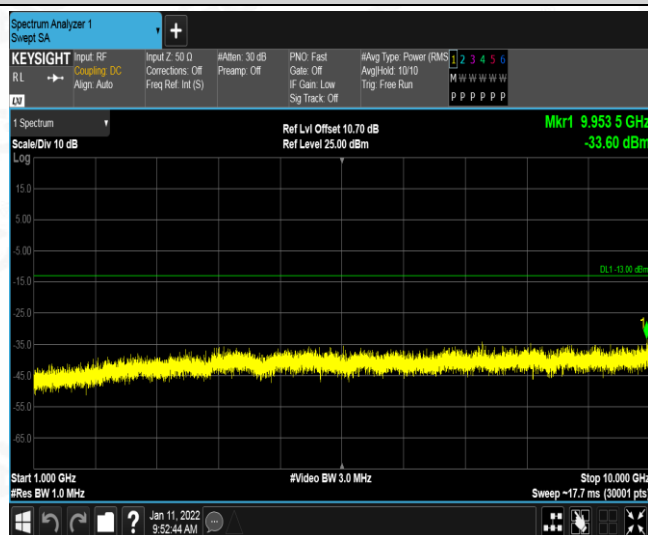 Spectrum Analyzer 1
Swept SA
+
KEYSIGHT
RL
LXI
Input: RF
Coupling: DC
Align: Auto
Input Z: 50 Ω
Corrections: Off
Freq Ref: Int (S)
#Atten: 30 dB
Preamp: Off
PNO: Fast
Gate: Off
IF Gain: Low
Sig Track: Off
#Avg Type: Power (RMS
Avg|Hold: 10/10
Trig: Free Run
1 2 3 4 5 6
M W W W W W
P P P P P P
1 Spectrum
Scale/Div 10 dB
Log
Ref Lvl Offset 10.70 dB
Ref Level 25.00 dBm
Mkr1 9.953 5 GHz
-33.60 dBm
15.0
5.00
-5.00
DL1 -13.00 dBm
-15.0
-25.0
1
-35.0
-45.0
-55.0
-65.0
Start 1.000 GHz
#Video BW 3.0 MHz
Stop 10.000 GHz
#Res BW 1.0 MHz
Sweep ~17.7 ms (30001 pts)
?
Jan 11, 2022
9:52:44 AM